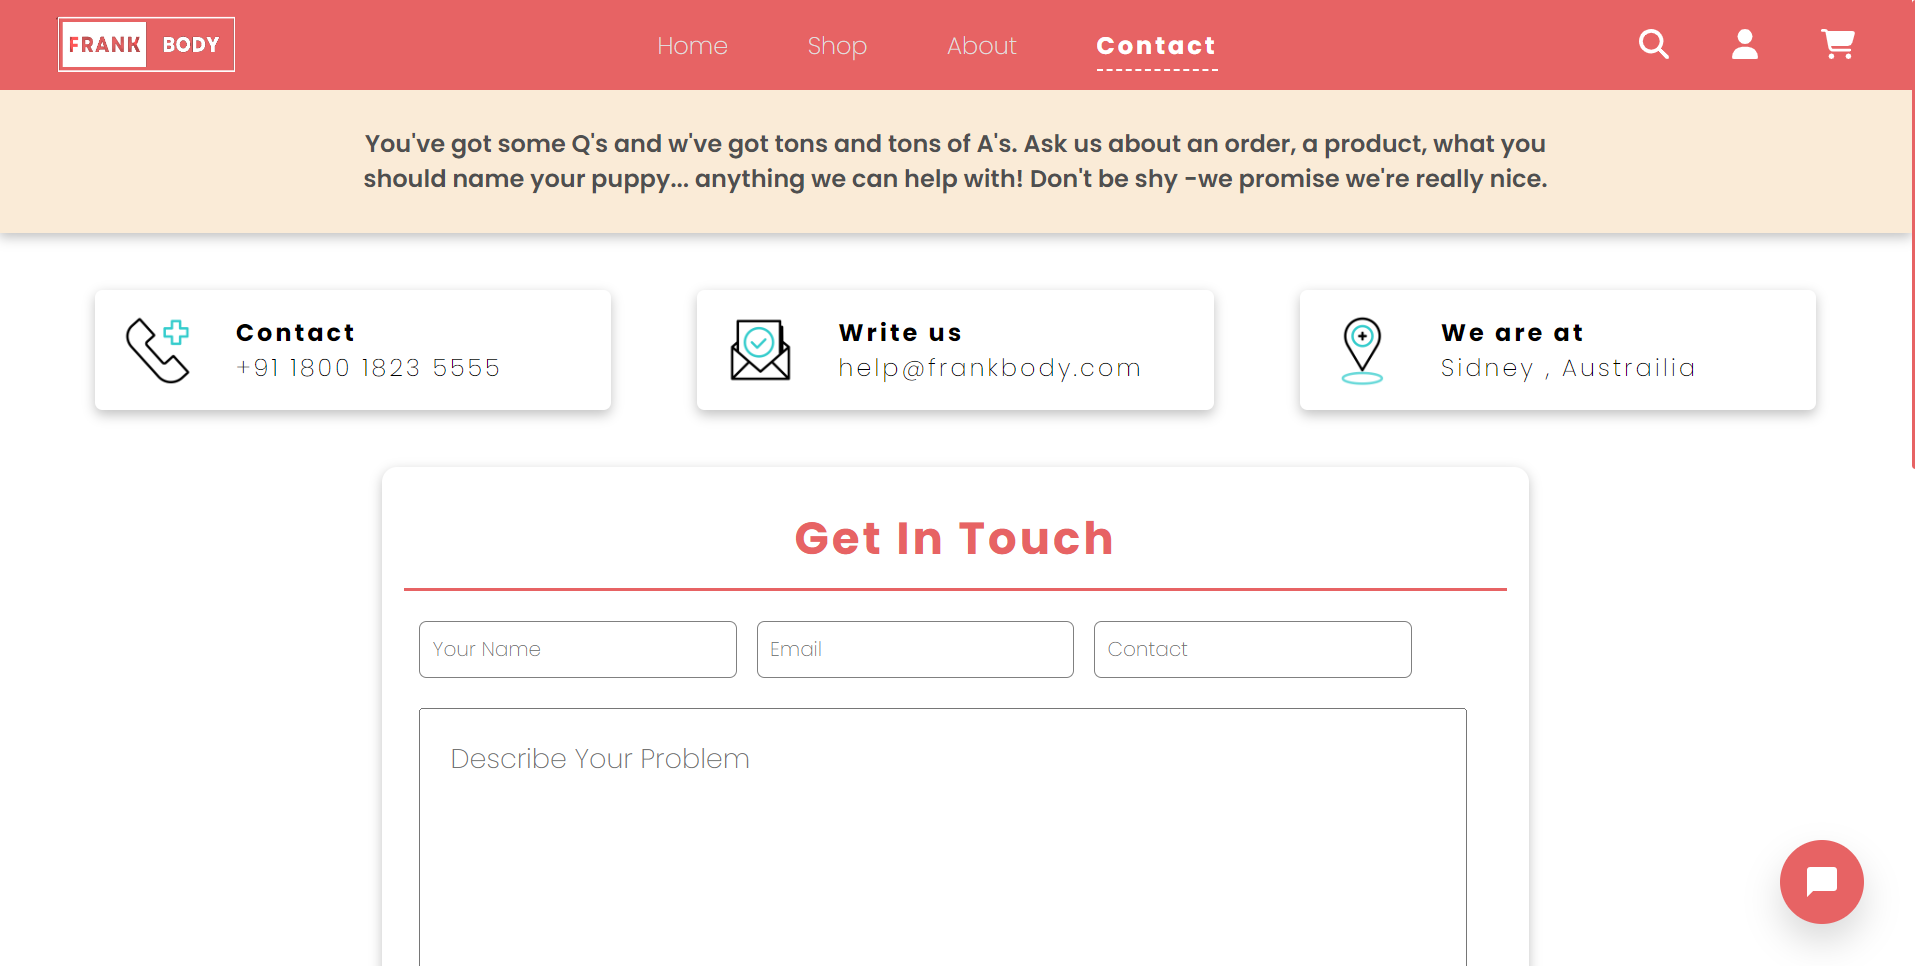 FRANK BODY
Home Shop About Contact
You've got some Q's and w've got tons and tons of A's. Ask us about an order, a product, what you
should name your puppy... anything we can help with! Don't be shy -we promise we're really nice.
Contact
+91 1800 1823 5555
Write us
help@frankbody.com
We are at
Sidney , Austrailia
Get In Touch
Your Name Email Contact
Describe Your Problem